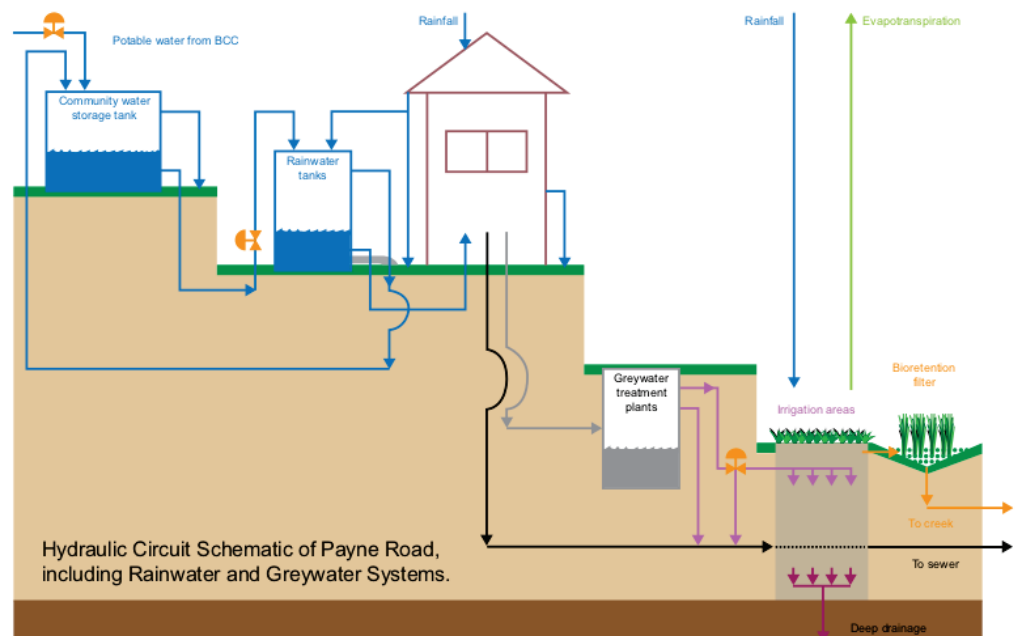 Rainfall
Rainfall
Evapotranspiration
Potable water from BCC
Community water
storage tank
Rainwater
tanks
Bioretention
filter
Greywater
treatment
plants
Irrigation areas
To creek
Hydraulic Circuit Schematic of Payne Road,
including Rainwater and Greywater Systems.
To sewer
Deep drainage